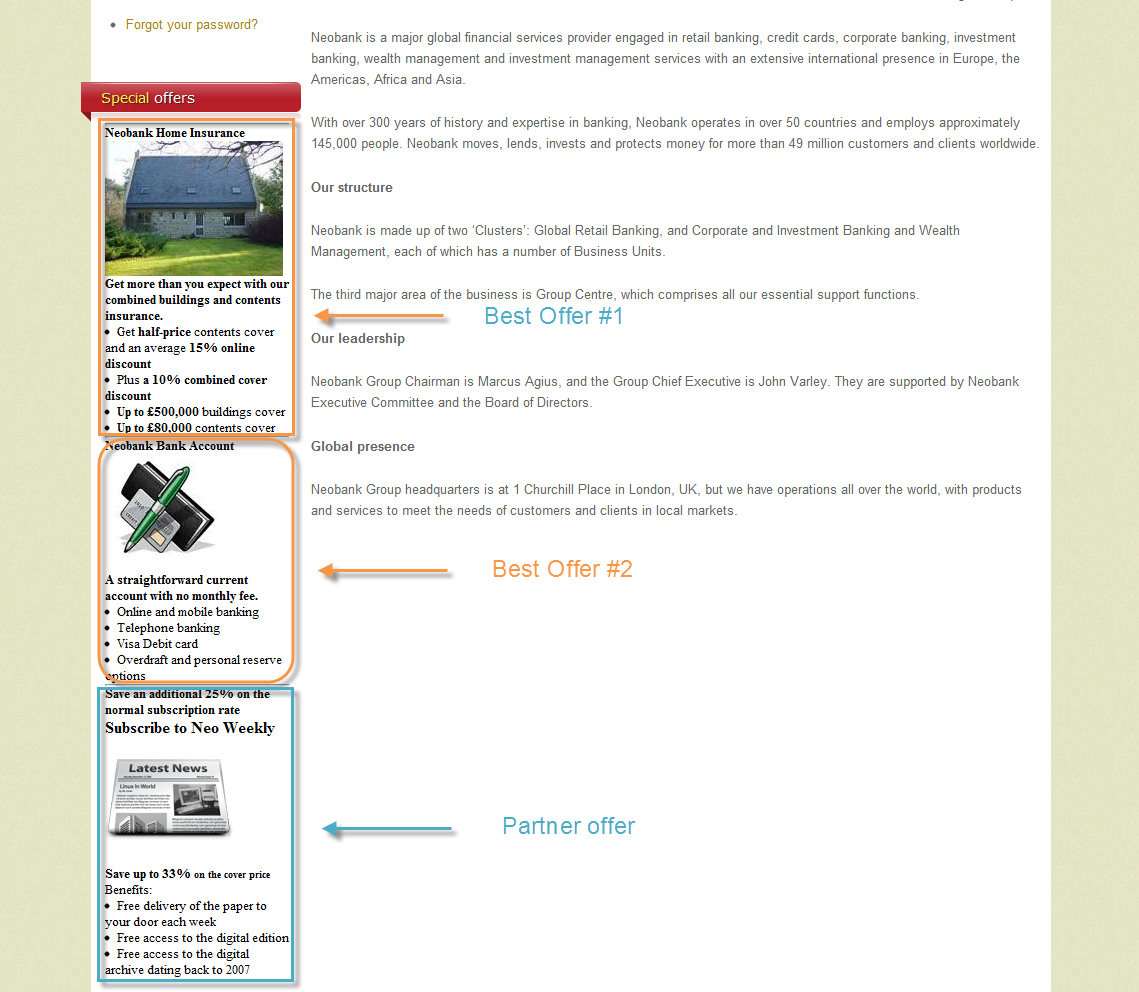 Forgot your password?
Special offers
Neobank Home Insurance
Get more than you expect with our
combined buildings and contents
insurance.
• Get half-price contents cover
and an average 15% online
discount
• Plus a 10% combined cover
discount
• Up to £500,000 buildings cover
• Up to £80,000 contents cover
Neobank Bank Account
A straightforward current
account with no monthly fee.
• Online and mobile banking
• Telephone banking
• Visa Debit card
• Overdraft and personal reserve
options
Save an additional 25% on the
normal subscription rate
Subscribe to Neo Weekly
Latest News
Linux In World
Save up to 33% on the cover price
Benefits:
• Free delivery of the paper to
your door each week
• Free access to the digital edition
• Free access to the digital
archive dating back to 2007
Neobank is a major global financial services provider engaged in retail banking, credit cards, corporate banking, investment
banking, wealth management and investment management services with an extensive international presence in Europe, the
Americas, Africa and Asia.
With over 300 years of history and expertise in banking, Neobank operates in over 50 countries and employs approximately
145,000 people. Neobank moves, lends, invests and protects money for more than 49 million customers and clients worldwide.
Our structure
Neobank is made up of two ‘Clusters’: Global Retail Banking, and Corporate and Investment Banking and Wealth
Management, each of which has a number of Business Units.
The third major area of the business is Group Centre, which comprises all our essential support functions.
Best Offer #1
Our leadership
Neobank Group Chairman is Marcus Agius, and the Group Chief Executive is John Varley. They are supported by Neobank
Executive Committee and the Board of Directors.
Global presence
Neobank Group headquarters is at 1 Churchill Place in London, UK, but we have operations all over the world, with products
and services to meet the needs of customers and clients in local markets.
Best Offer #2
Partner offer